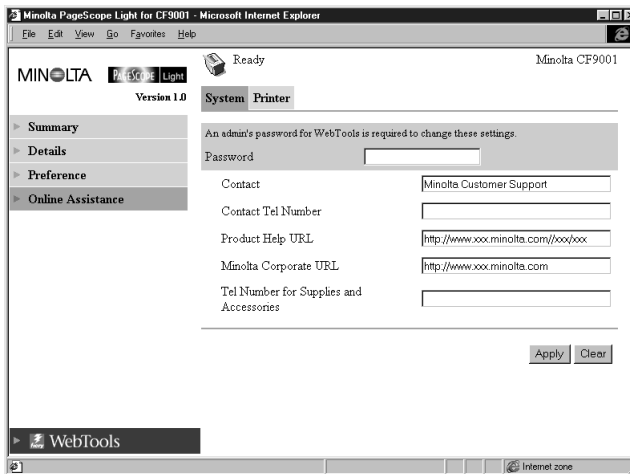 Minolta PageScope Light for CF9001 - Microsoft Internet Explorer
File Edit View Go Favorites Help
MINOLTA PAGESCOPE Light
Version 1.0
Summary
Details
Preference
Online Assistance
Ready
Minolta CF9001
System Printer
An admin's password for WebTools is required to change these settings.
Password
Contact Minolta Customer Support
Contact Tel Number
Product Help URL http://www.xxx.minolta.com//xxx/xxx
Minolta Corporate URL http://www.xxx.minolta.com
Tel Number for Supplies and
Accessories
Apply Clear
fiery WebTools
Internet zone